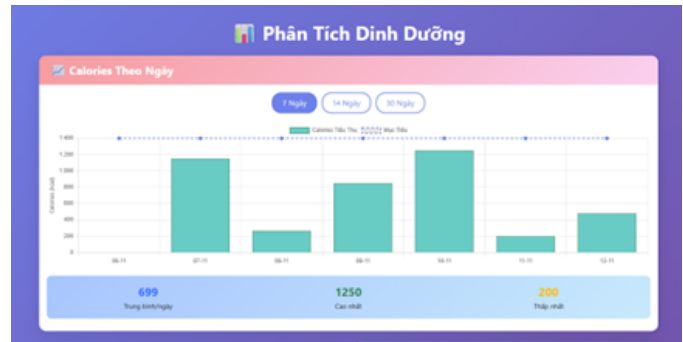 Phân Tích Dinh Dưỡng
Calories Theo Ngày
7 Ngày 14 Ngày 30 Ngày
Calories Tiêu Thụ Mục Tiêu
1.400
1.200
1.000
800
600
400
200
0
Calories (kcal)
06-11 07-11 08-11 09-11 10-11 11-11 12-11
699 1250 200
Trung bình/ngày Cao nhất Thấp nhất